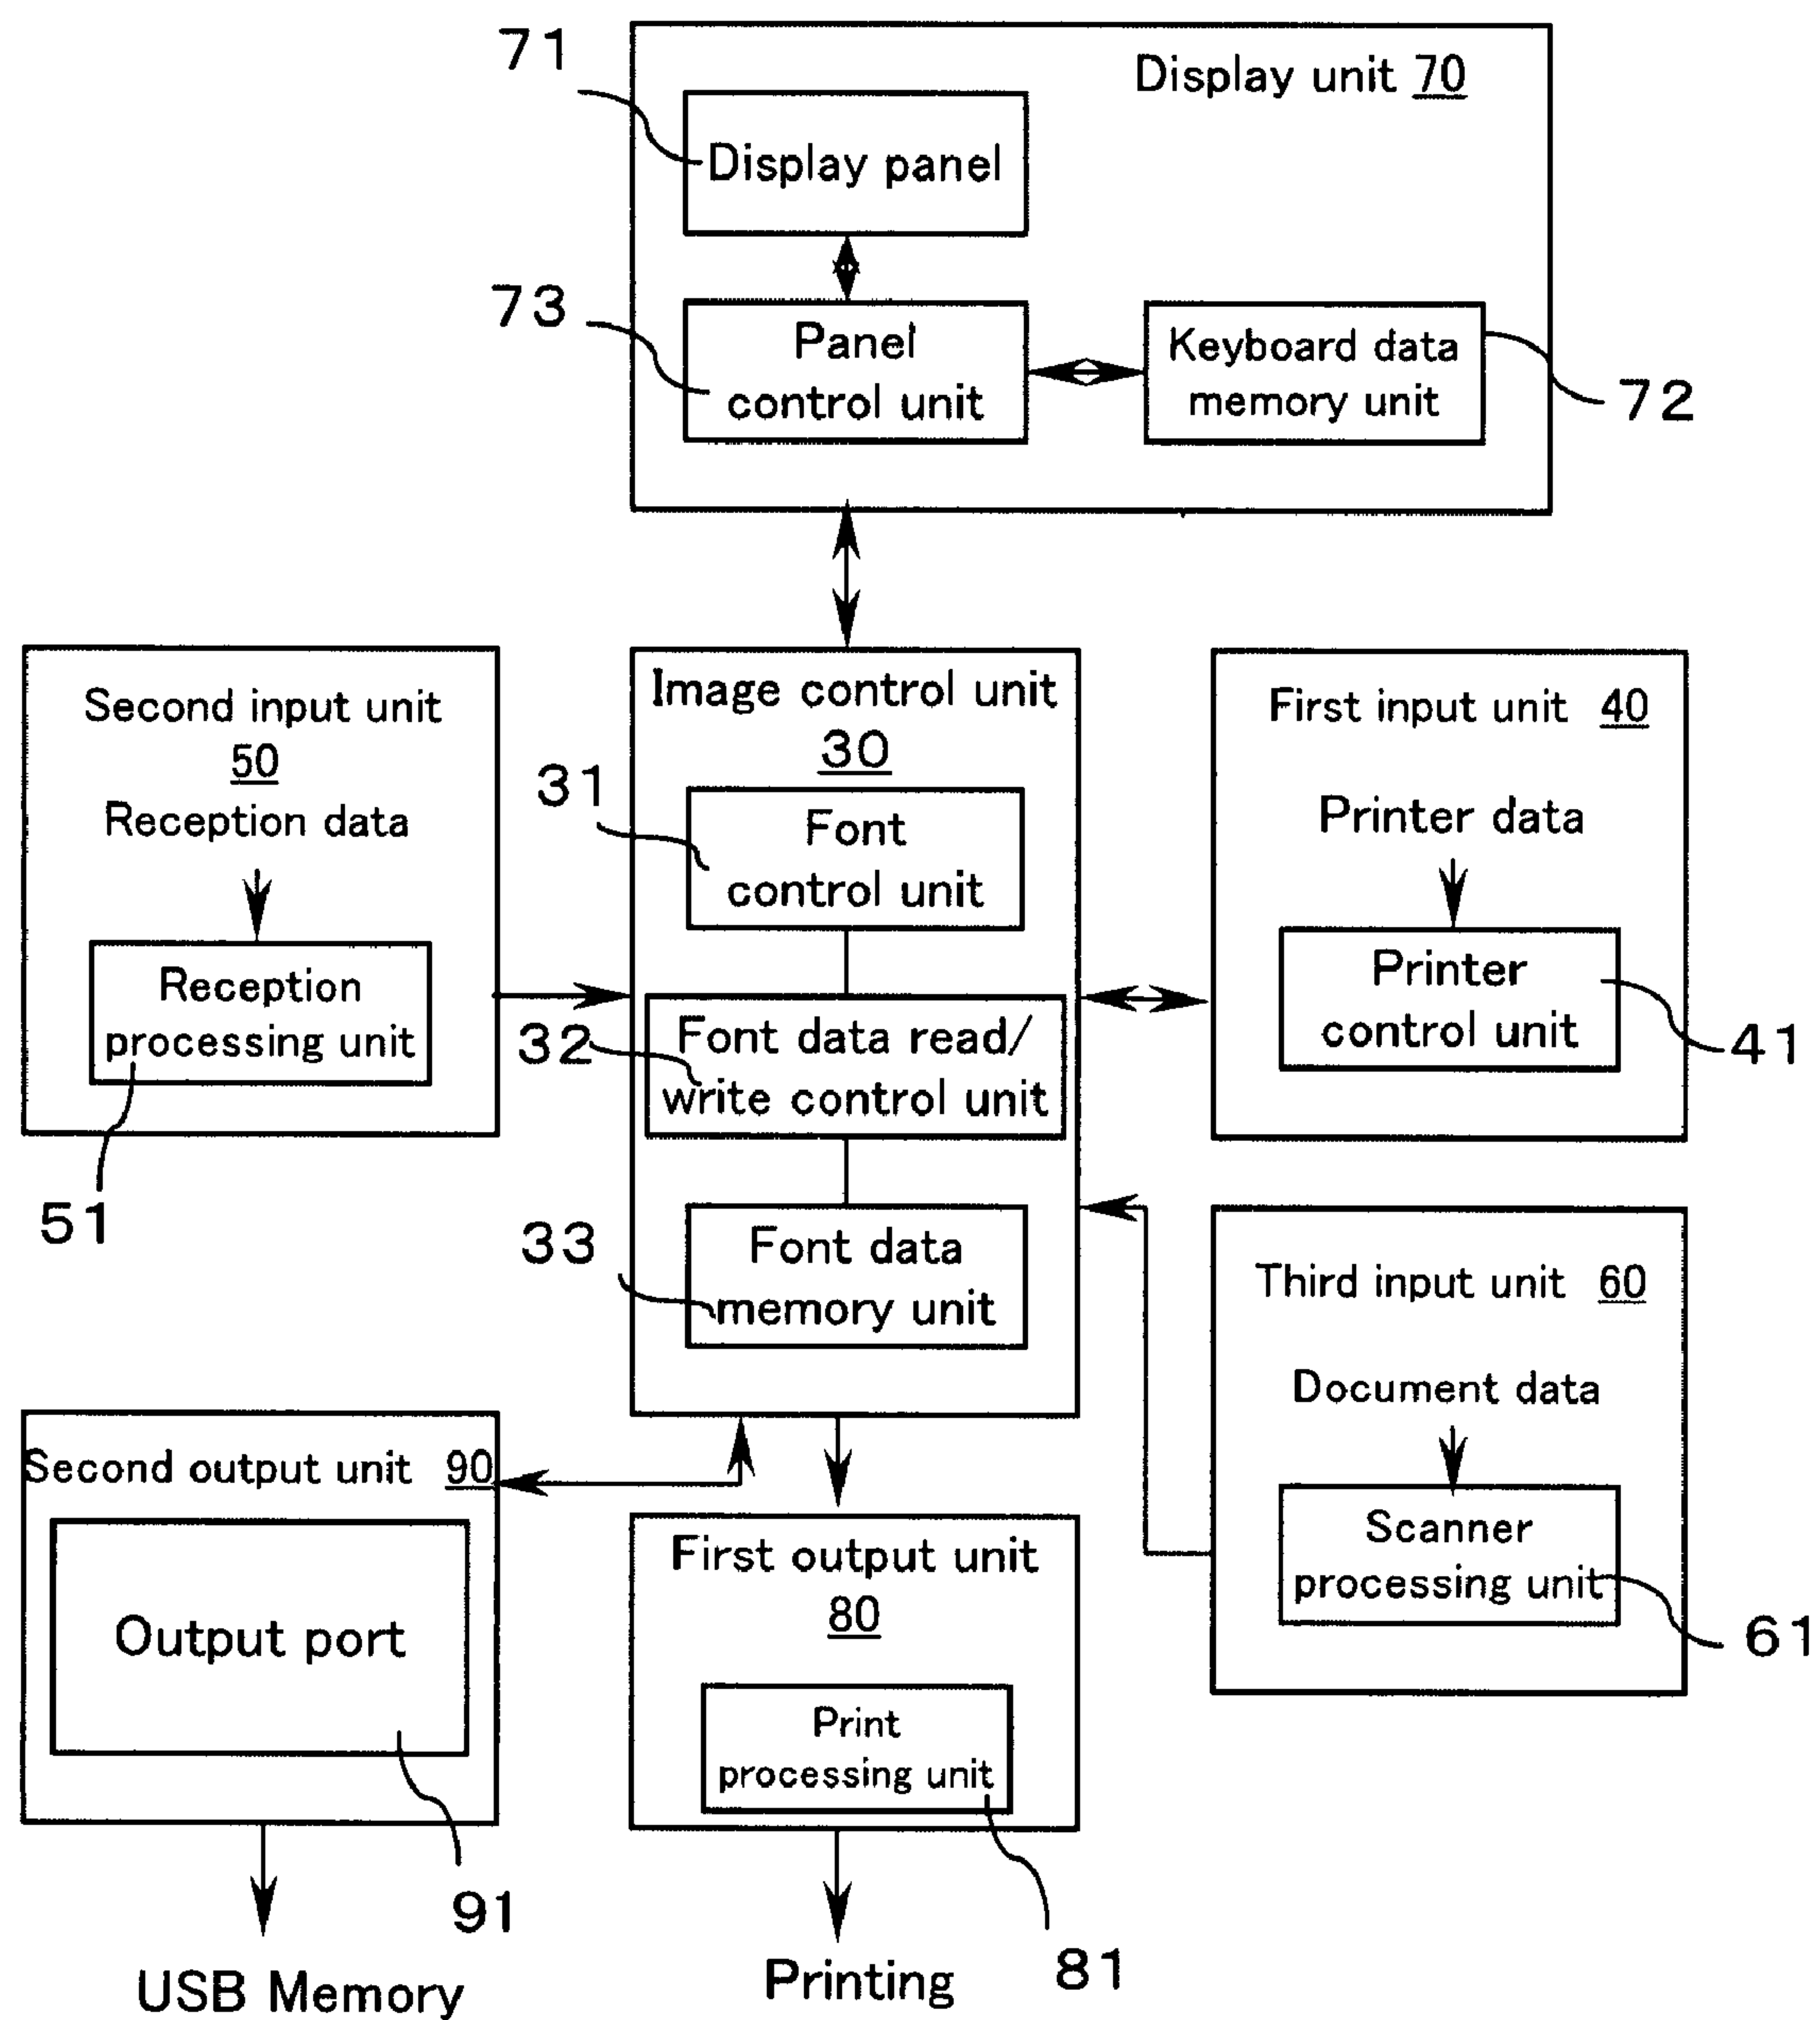 71
Display unit 70
Display panel
73
Panel
control unit
Keyboard data
memory unit
72
Second input unit
50
Reception data
Reception
processing unit
51
Image control unit
30
31
Font
control unit
32
Font data read/
write control unit
33
Font data
memory unit
First input unit 40
Printer data
Printer
control unit
41
Third input unit 60
Document data
Scanner
processing unit
61
Second output unit 90
Output port
91
USB Memory
First output unit
80
Print
processing unit
81
Printing